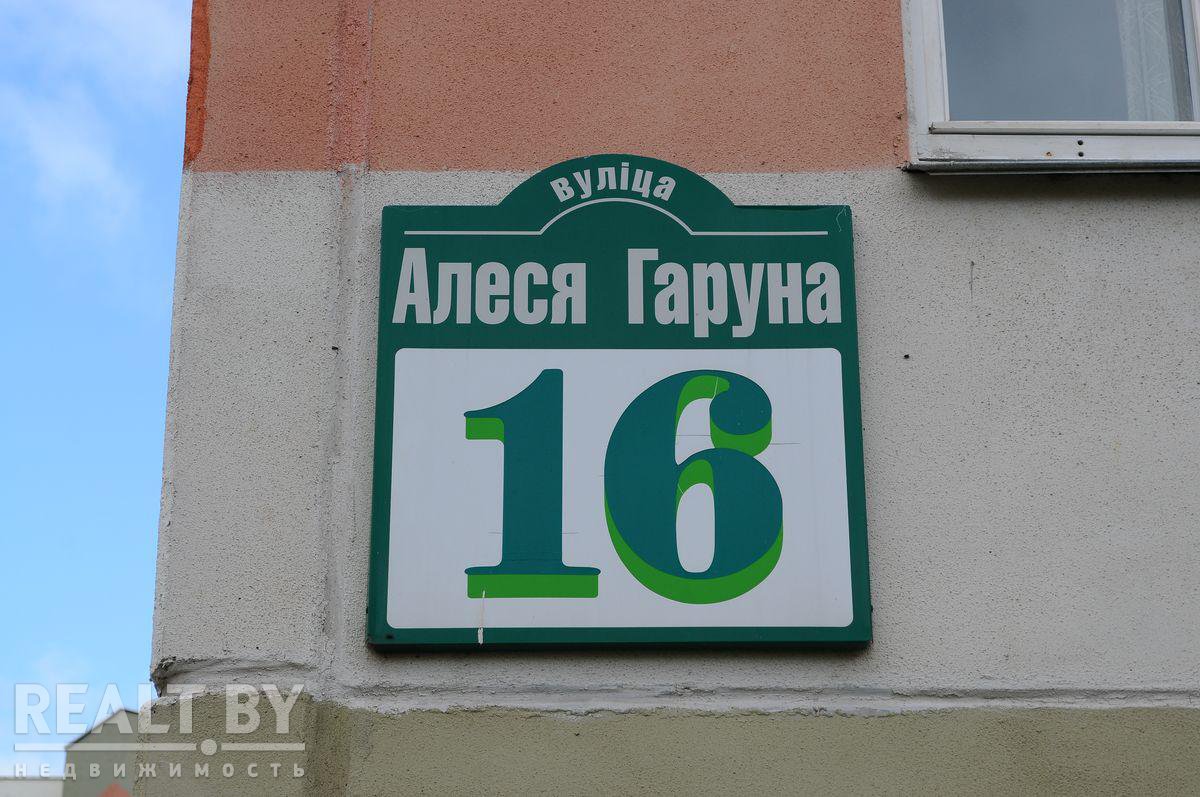 вуліца
Алеся Гаруна
16
REALT.BY
недвижимость